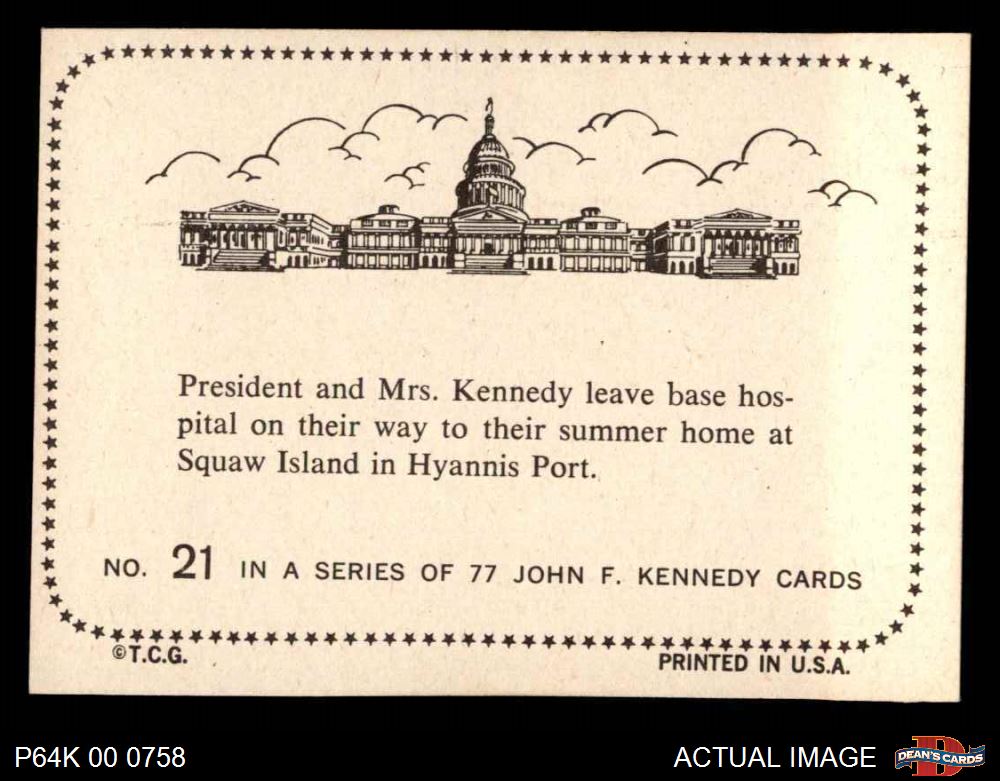 President and Mrs. Kennedy leave base hos-
pital on their way to their summer home at
Squaw Island in Hyannis Port.
NO. 21 IN A SERIES OF 77 JOHN F. KENNEDY CARDS
©T.C.G.
PRINTED IN U.S.A.
P64K 00 0758
ACTUAL IMAGE
DEAN'S CARDS